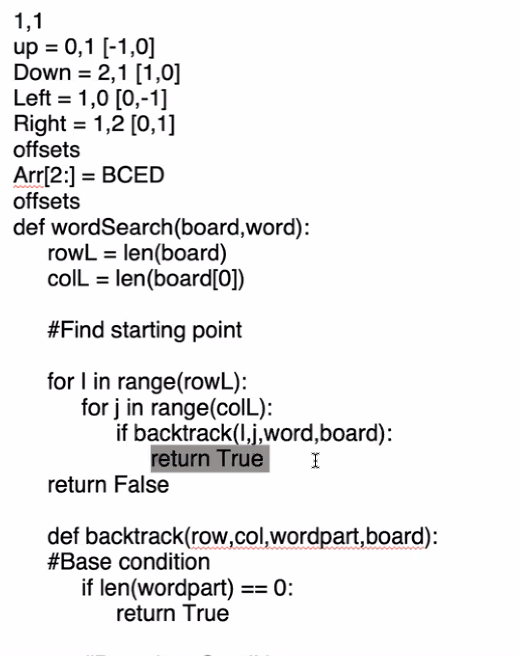 1,1
up = 0,1 [-1,0]
Down = 2,1 [1,0]
Left = 1,0 [0,-1]
Right = 1,2 [0,1]
offsets
Arr[2:] = BCED
offsets
def wordSearch(board,word):
rowL = len(board)
colL = len(board[0])
#Find starting point
for I in range(rowL):
for j in range(colL):
if backtrack(I,j,word,board):
return True
return False
def backtrack(row,col,wordpart,board):
#Base condition
if len(wordpart) == 0:
return True